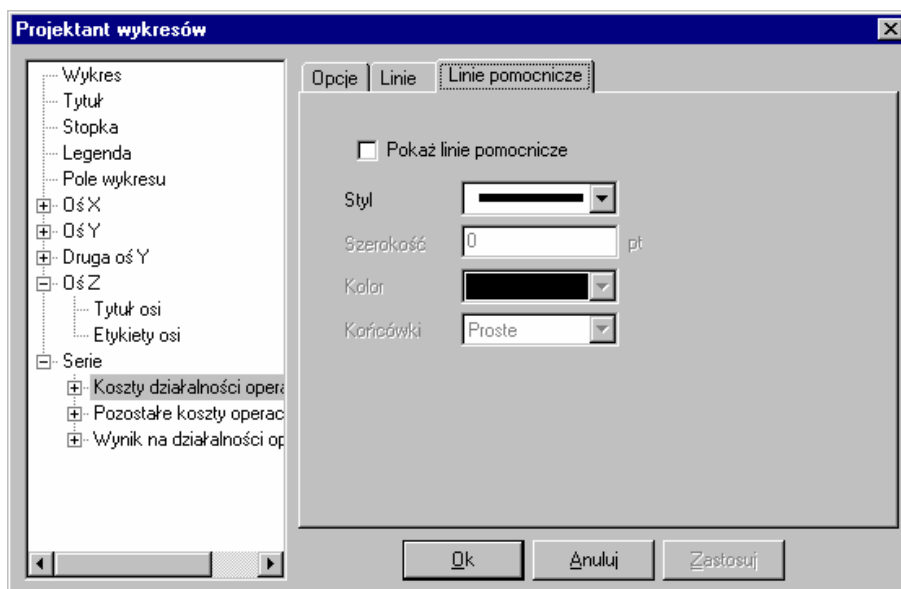 Projektant wykresów
Wykres
Tytuł
Stopka
Legenda
Pole wykresu
Oś X
Oś Y
Druga oś Y
Oś Z
Tytuł osi
Etykiety osi
Serie
Koszty działalności opera
Pozostałe koszty operac
Wynik na działalności op
Opcje
Linie
Linie pomocnicze
Pokaż linie pomocnicze
Styl
Szerokość
0
pt
Kolor
Końcówki
Proste
Ok
Anuluj
Zastosuj